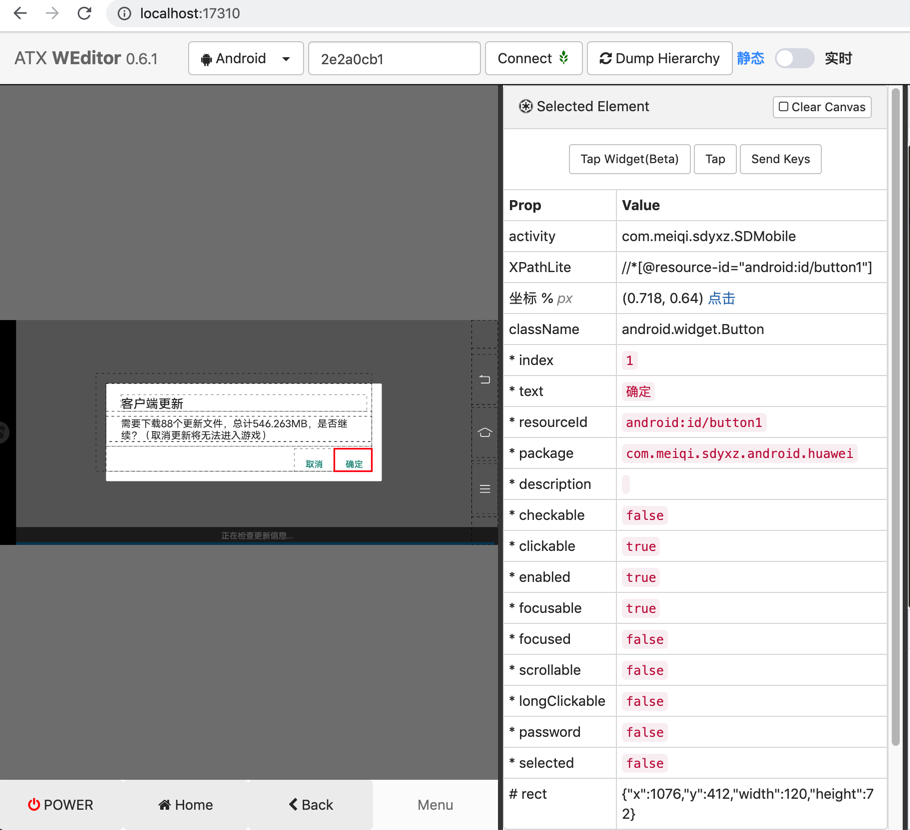 localhost:17310
ATX WEditor 0.6.1
Android
2e2a0cb1
Connect
Dump Hierarchy
静态
实时
客户端更新
需要下载88个更新文件，总计546.263MB，是否继
续？（取消更新将无法进入游戏）
取消
确定
正在检查更新信息...
POWER
Home
Back
Menu
Selected Element
Clear Canvas
Tap Widget(Beta)
Tap
Send Keys
Prop Value
activity com.meiqi.sdyxz.SDMobile
XPathLite //*[@resource-id="android:id/button1"]
坐标 % px (0.718, 0.64) 点击
className android.widget.Button
* index 1
* text 确定
* resourceId android:id/button1
* package com.meiqi.sdyxz.android.huawei
* description
* checkable false
* clickable true
* enabled true
* focusable true
* focused false
* scrollable false
* longClickable false
* password false
* selected false
# rect {"x":1076,"y":412,"width":120,"height":7
2}